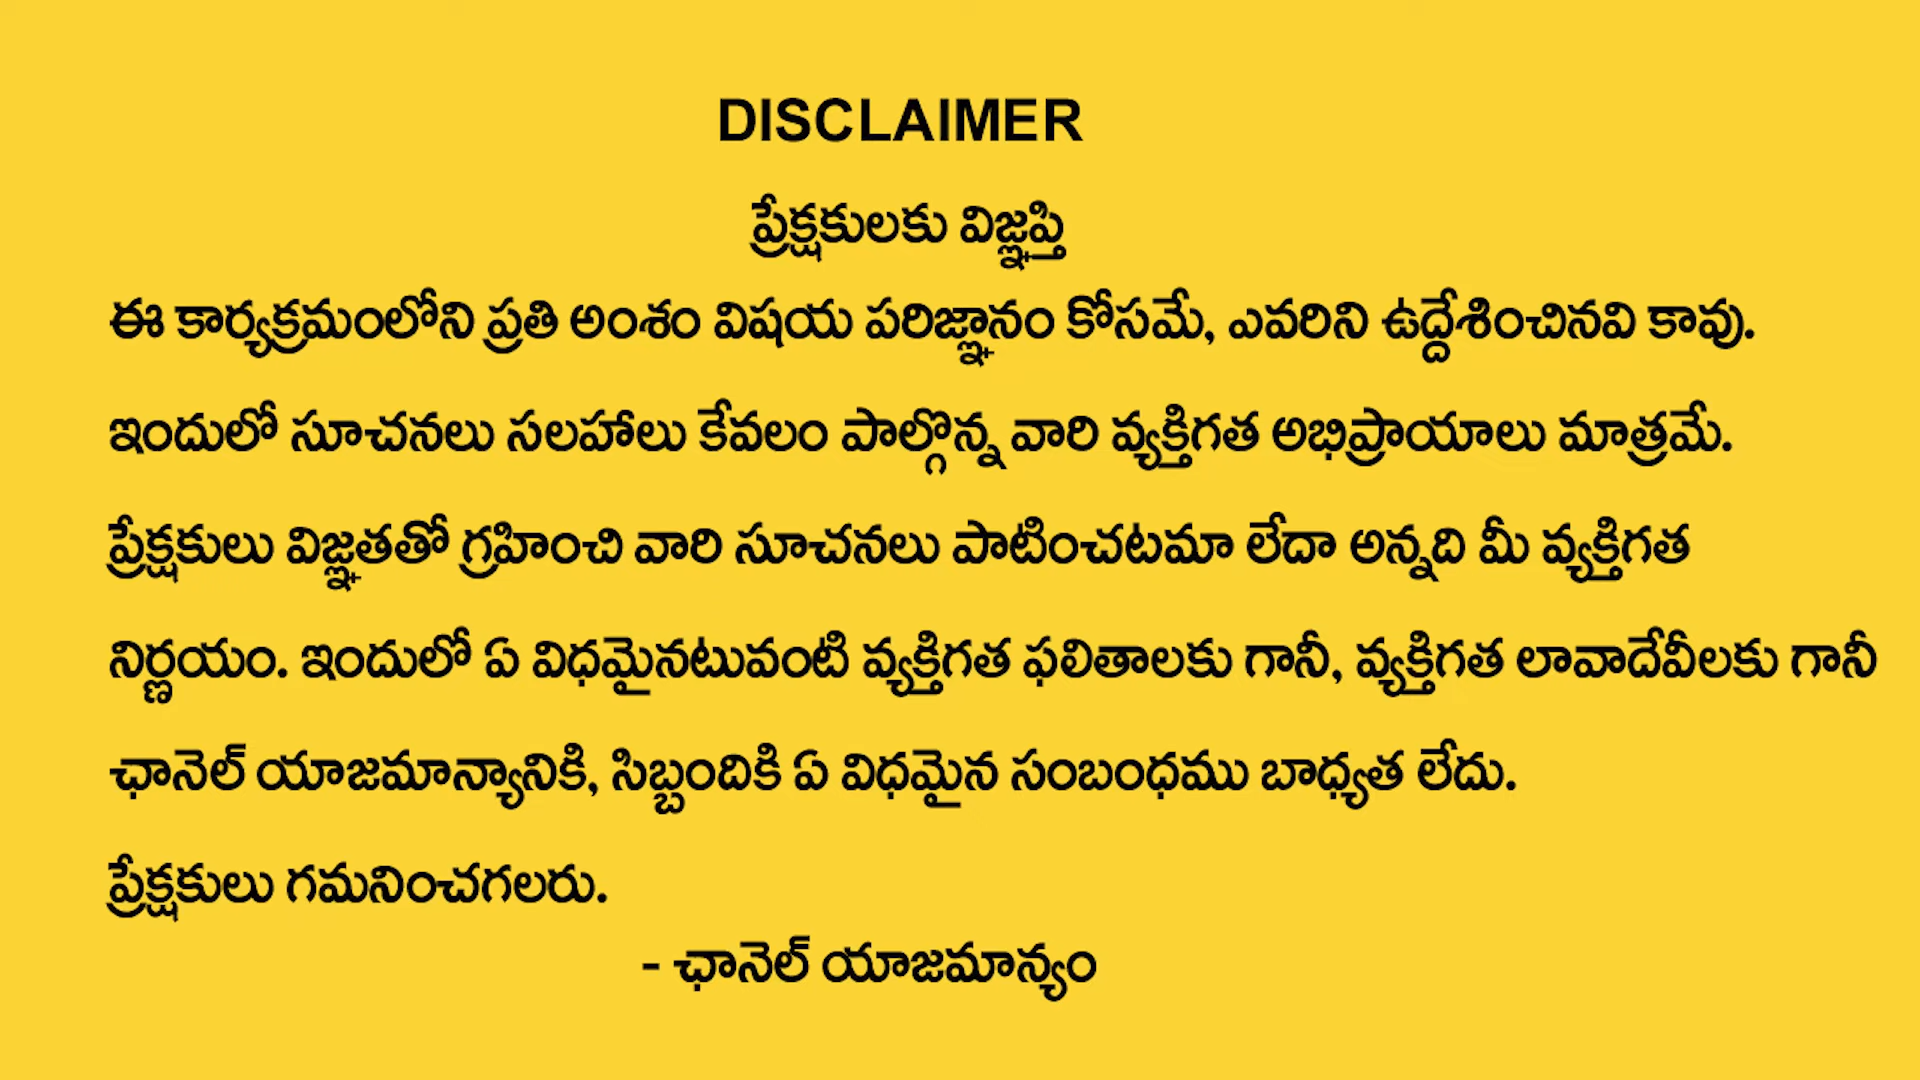 DISCLAIMER
ప్రేక్షకులకు విజ్ఞప్తి
ఈ కార్యక్రమంలోని ప్రతి అంశం విషయ పరిజ్ఞానం కోసమే, ఎవరిని ఉద్దేశించినవి కావు.
ఇందులో సూచనలు సలహాలు కేవలం పాల్గొన్న వారి వ్యక్తిగత అభిప్రాయాలు మాత్రమే.
ప్రేక్షకులు విజ్ఞతతో గ్రహించి వారి సూచనలు పాటించటమా లేదా అన్నది మీ వ్యక్తిగత
నిర్ణయం. ఇందులో ఏ విధమైనటువంటి వ్యక్తిగత ఫలితాలకు గానీ, వ్యక్తిగత లావాదేవీలకు గానీ
ఛానెల్ యాజమాన్యానికి, సిబ్బందికి ఏ విధమైన సంబంధము బాధ్యత లేదు.
ప్రేక్షకులు గమనించగలరు.
- ఛానెల్ యాజమాన్యం